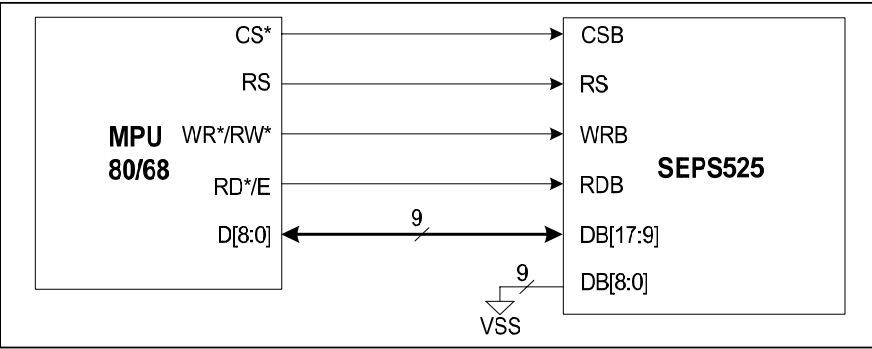 CS*
CSB
RS
RS
MPU
80/68
WR*/RW*
WRB
SEPS525
RD*/E
RDB
9
D[8:0]
DB[17:9]
9
DB[8:0]
VSS